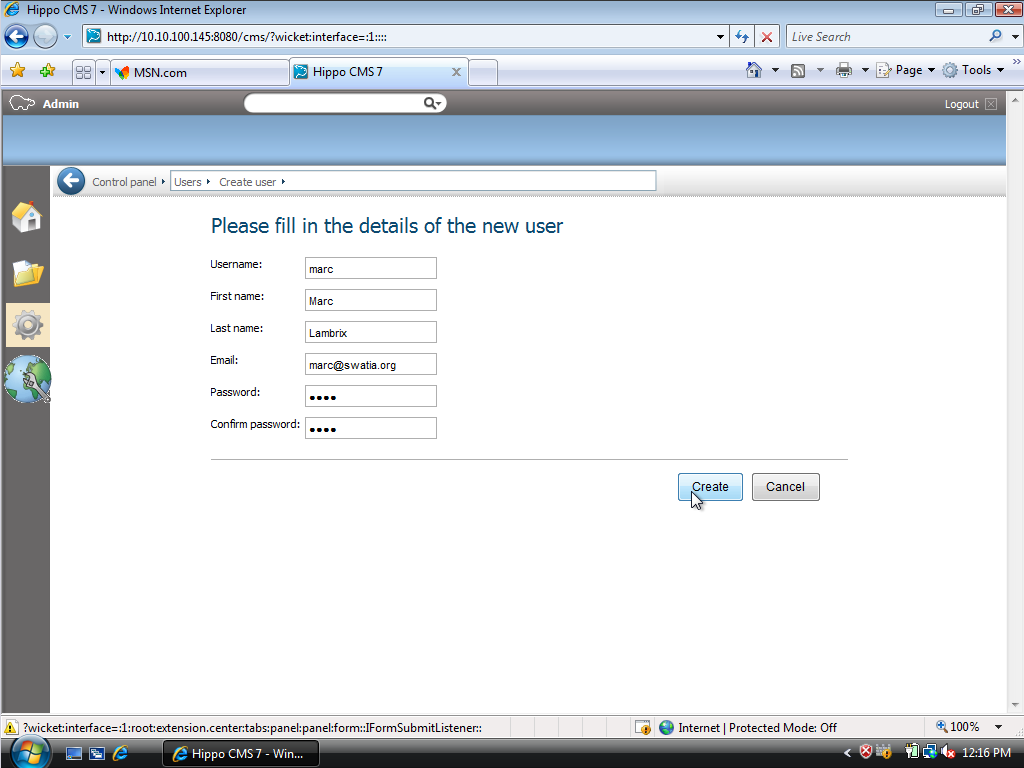 Hippo CMS 7 - Windows Internet Explorer
http://10.10.100.145:8080/cms/?wicket:interface=:1::::
Live Search
MSN.com
Hippo CMS 7
Page
Tools
Admin
Logout
Control panel
Users
Create user
Please fill in the details of the new user
Username:
marc
First name:
Marc
Last name:
Lambrix
Email:
marc@swatia.org
Password:
••••
Confirm password:
••••
Create
Cancel
?wicket:interface=:1:root:extension.center:tabs:panel:panel:form::IFormSubmitListener::
Internet | Protected Mode: Off
100%
Hippo CMS 7 - Win...
12:16 PM